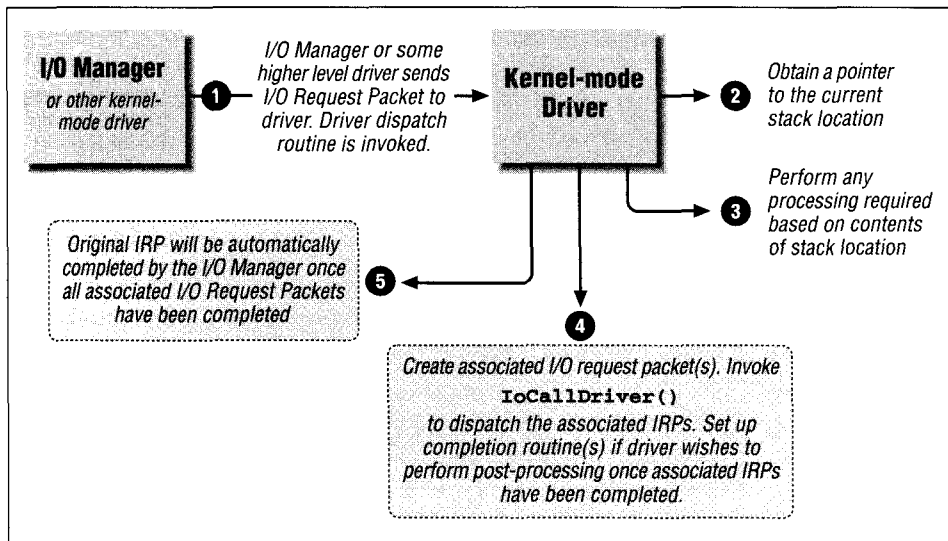 I/O Manager
or other kernel-
mode driver
1
I/O Manager or some
higher level driver sends
I/O Request Packet to
driver. Driver dispatch
routine is invoked.
Kernel-mode
Driver
2
Obtain a pointer
to the current
stack location
3
Perform any
processing required
based on contents
of stack location
Original IRP will be automatically
completed by the I/O Manager once
all associated I/O Request Packets
have been completed
5
4
Create associated I/O request packet(s). Invoke
IoCallDriver()
to dispatch the associated IRPs. Set up
completion routine(s) if driver wishes to
perform post-processing once associated IRPs
have been completed.